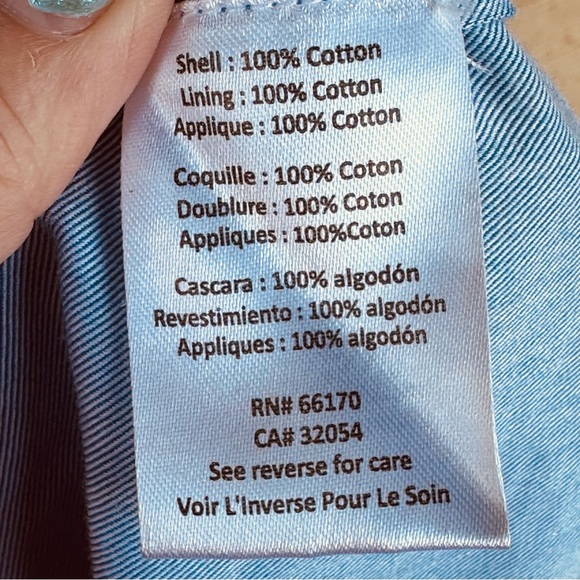 Shell : 100% Cotton
Lining : 100% Cotton
Applique : 100% Cotton
Coquille : 100% Coton
Doublure : 100% Coton
Appliques : 100%Coton
Cascara : 100% algodón
Revestimiento : 100% algodón
Appliques : 100% algodón
RN# 66170
CA# 32054
See reverse for care
Voir L'Inverse Pour Le Soin